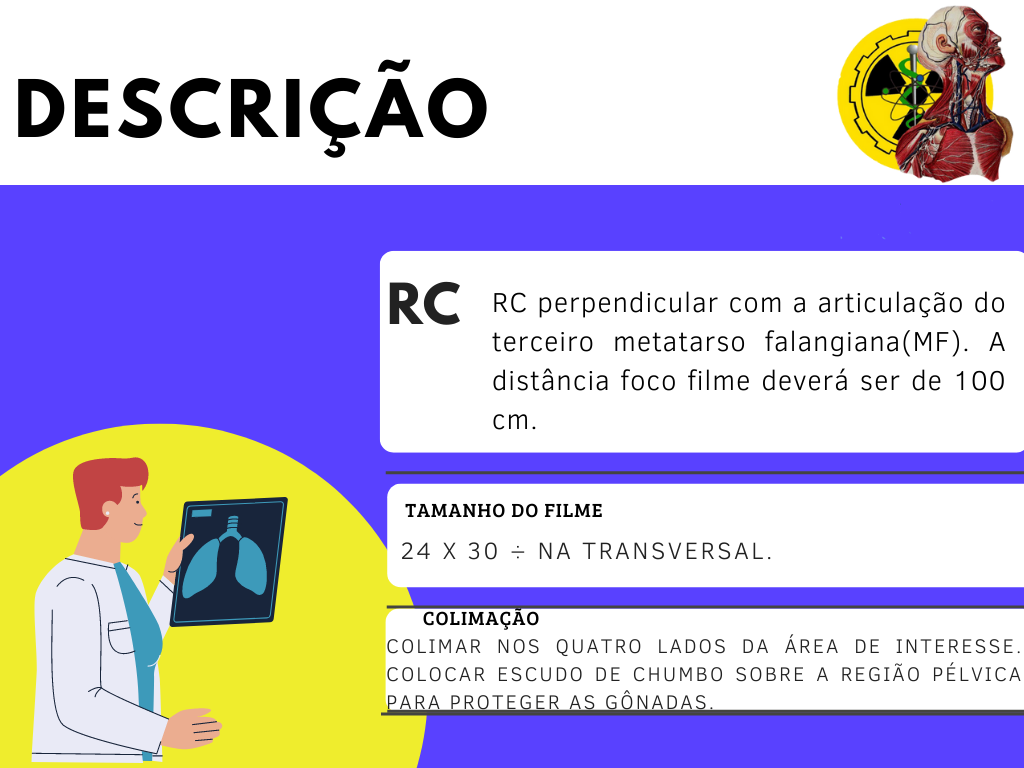 DESCRIÇÃO
RC
RC perpendicular com a articulação do
terceiro metatarso falangiana(MF). A
distância foco filme deverá ser de 100
cm.
TAMANHO DO FILME
24 X 30 ÷ NA TRANSVERSAL.
COLIMAÇÃO
COLIMAR NOS QUATRO LADOS DA ÁREA DE INTERESSE.
COLOCAR ESCUDO DE CHUMBO SOBRE A REGIÃO PÉLVICA
PARA PROTEGER AS GÔNADAS.